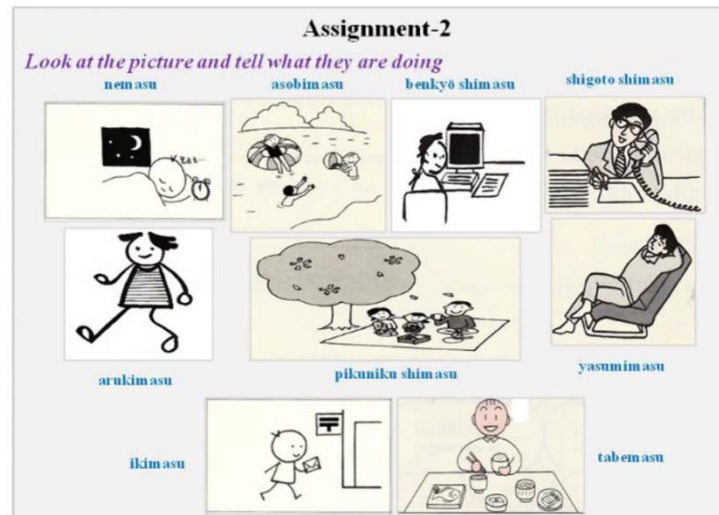 Assignment-2
Look at the picture and tell what they are doing
nemasu
asobimasu
benkyō shimasu
shigoto shimasu
arukimasu
pikuniku shimasu
yasumimasu
ikimasu
tabemasu